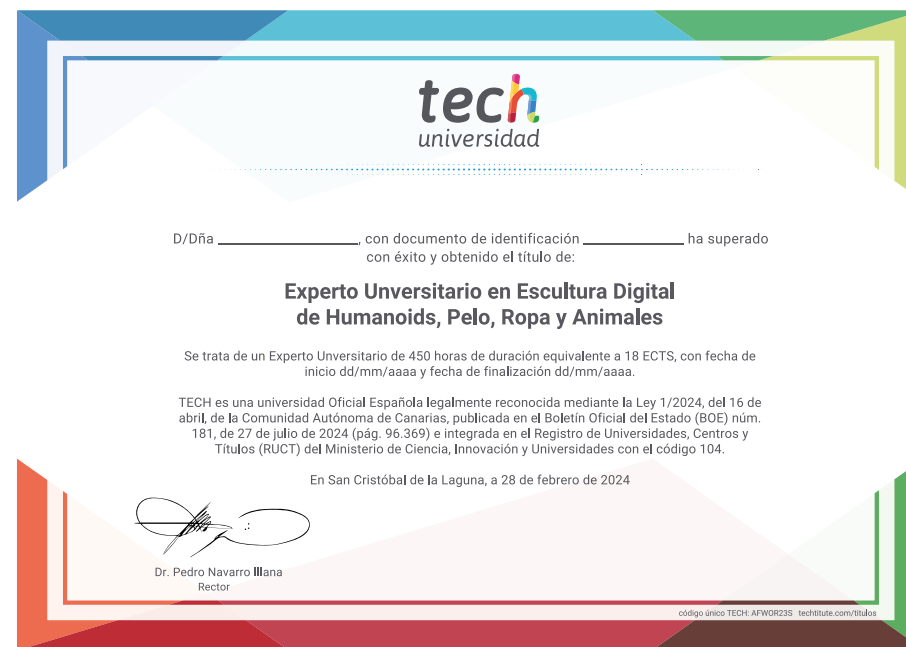 tech
universidad
D/Dña ____________________, con documento de identificación ______________ ha superado
con éxito y obtenido el título de:
Experto Unversitario en Escultura Digital
de Humanoids, Pelo, Ropa y Animales
Se trata de un Experto Unversitario de 450 horas de duración equivalente a 18 ECTS, con fecha de
inicio dd/mm/aaaa y fecha de finalización dd/mm/aaaa.
TECH es una universidad Oficial Española legalmente reconocida mediante la Ley 1/2024, del 16 de
abril, de la Comunidad Autónoma de Canarias, publicada en el Boletín Oficial del Estado (BOE) núm.
181, de 27 de julio de 2024 (pág. 96.369) e integrada en el Registro de Universidades, Centros y
Títulos (RUCT) del Ministerio de Ciencia, Innovación y Universidades con el código 104.
En San Cristóbal de la Laguna, a 28 de febrero de 2024
Dr. Pedro Navarro Illana
Rector
código único TECH: AFWOR23S techtitute.com/titulos